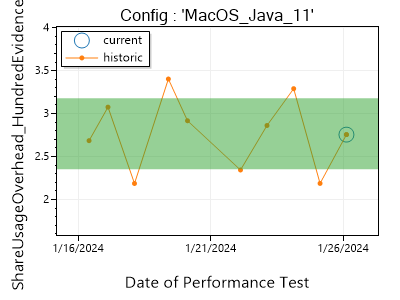 Config : 'MacOS_Java_11'
ShareUsageOverhead_HundredEvidence
current
historic
4
3.5
3
2.5
2
1/16/2024
1/21/2024
1/26/2024
Date of Performance Test